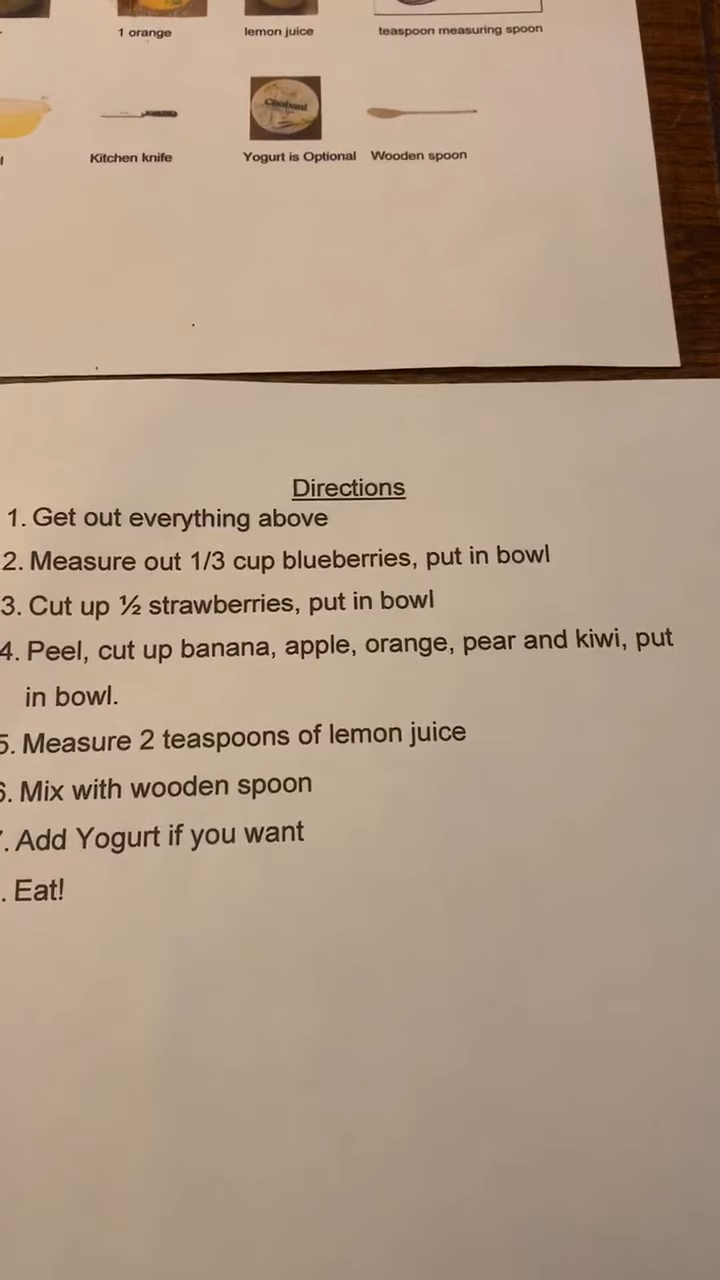 1 orange
lemon juice
teaspoon measuring spoon
Chobani
Kitchen knife
Yogurt is Optional
Wooden spoon
Directions
1. Get out everything above
2. Measure out 1/3 cup blueberries, put in bowl
3. Cut up ½ strawberries, put in bowl
4. Peel, cut up banana, apple, orange, pear and kiwi, put
in bowl.
5. Measure 2 teaspoons of lemon juice
6. Mix with wooden spoon
. Add Yogurt if you want
. Eat!